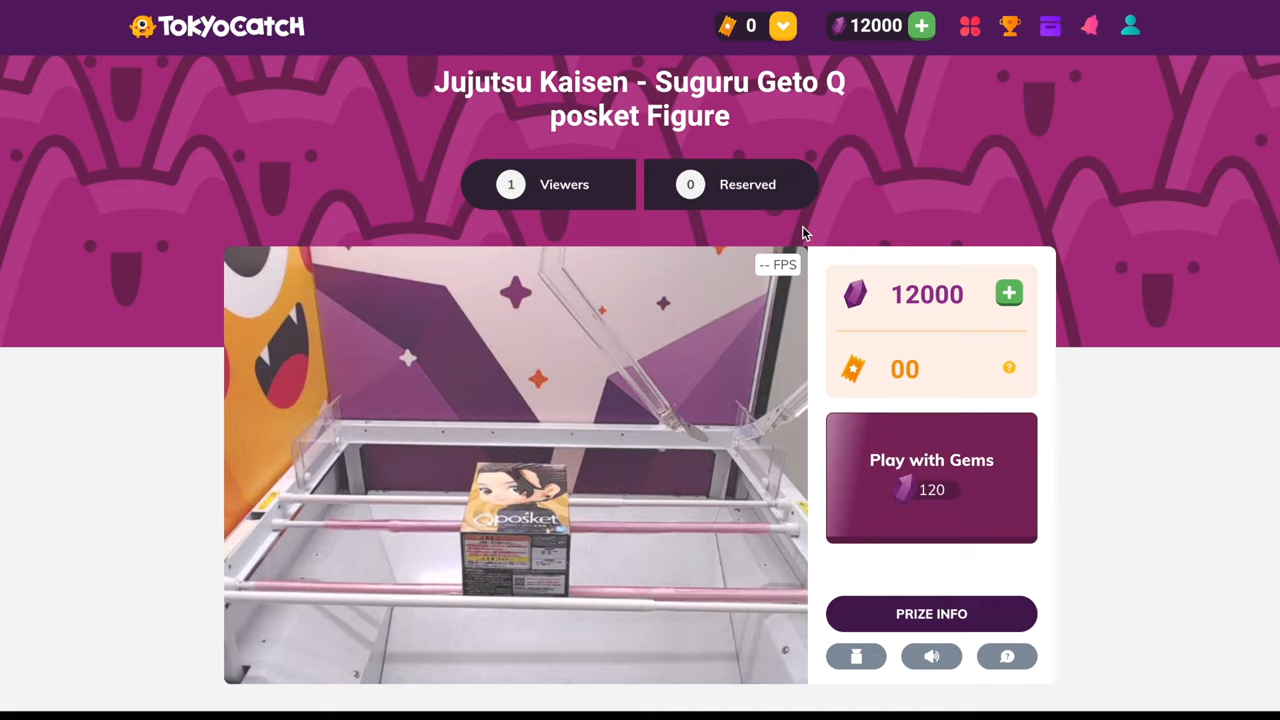 TOKYOCATCH
0
12000
Jujutsu Kaisen - Suguru Geto Q
posket Figure
1 Viewers
0 Reserved
-- FPS
12000
00
?
Play with Gems
120
Qposket
PRIZE INFO
?